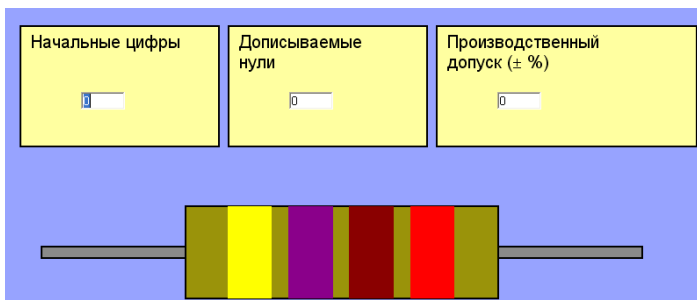 Начальные цифры
0
Дописываемые
нули
0
Производственный
допуск (± %)
0